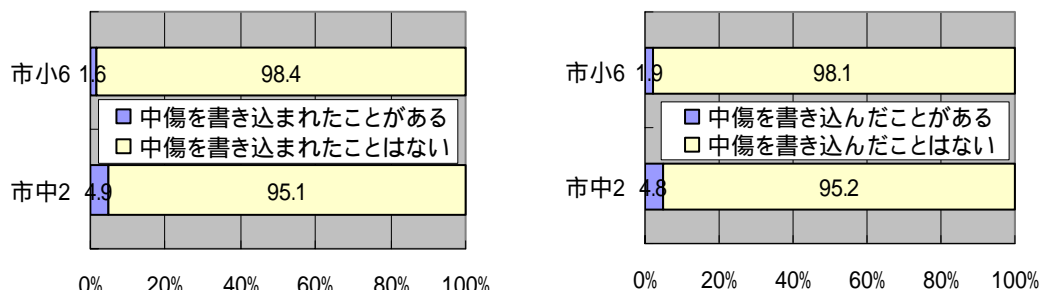 市小6 1.6 98.4
中傷を書き込まれたことがある
中傷を書き込まれたことはない
市中2 4.9 95.1
0% 20% 40% 60% 80% 100%
市小6 1.9 98.1
中傷を書き込んだことがある
中傷を書き込んだことはない
市中2 4.8 95.2
0% 20% 40% 60% 80% 100%